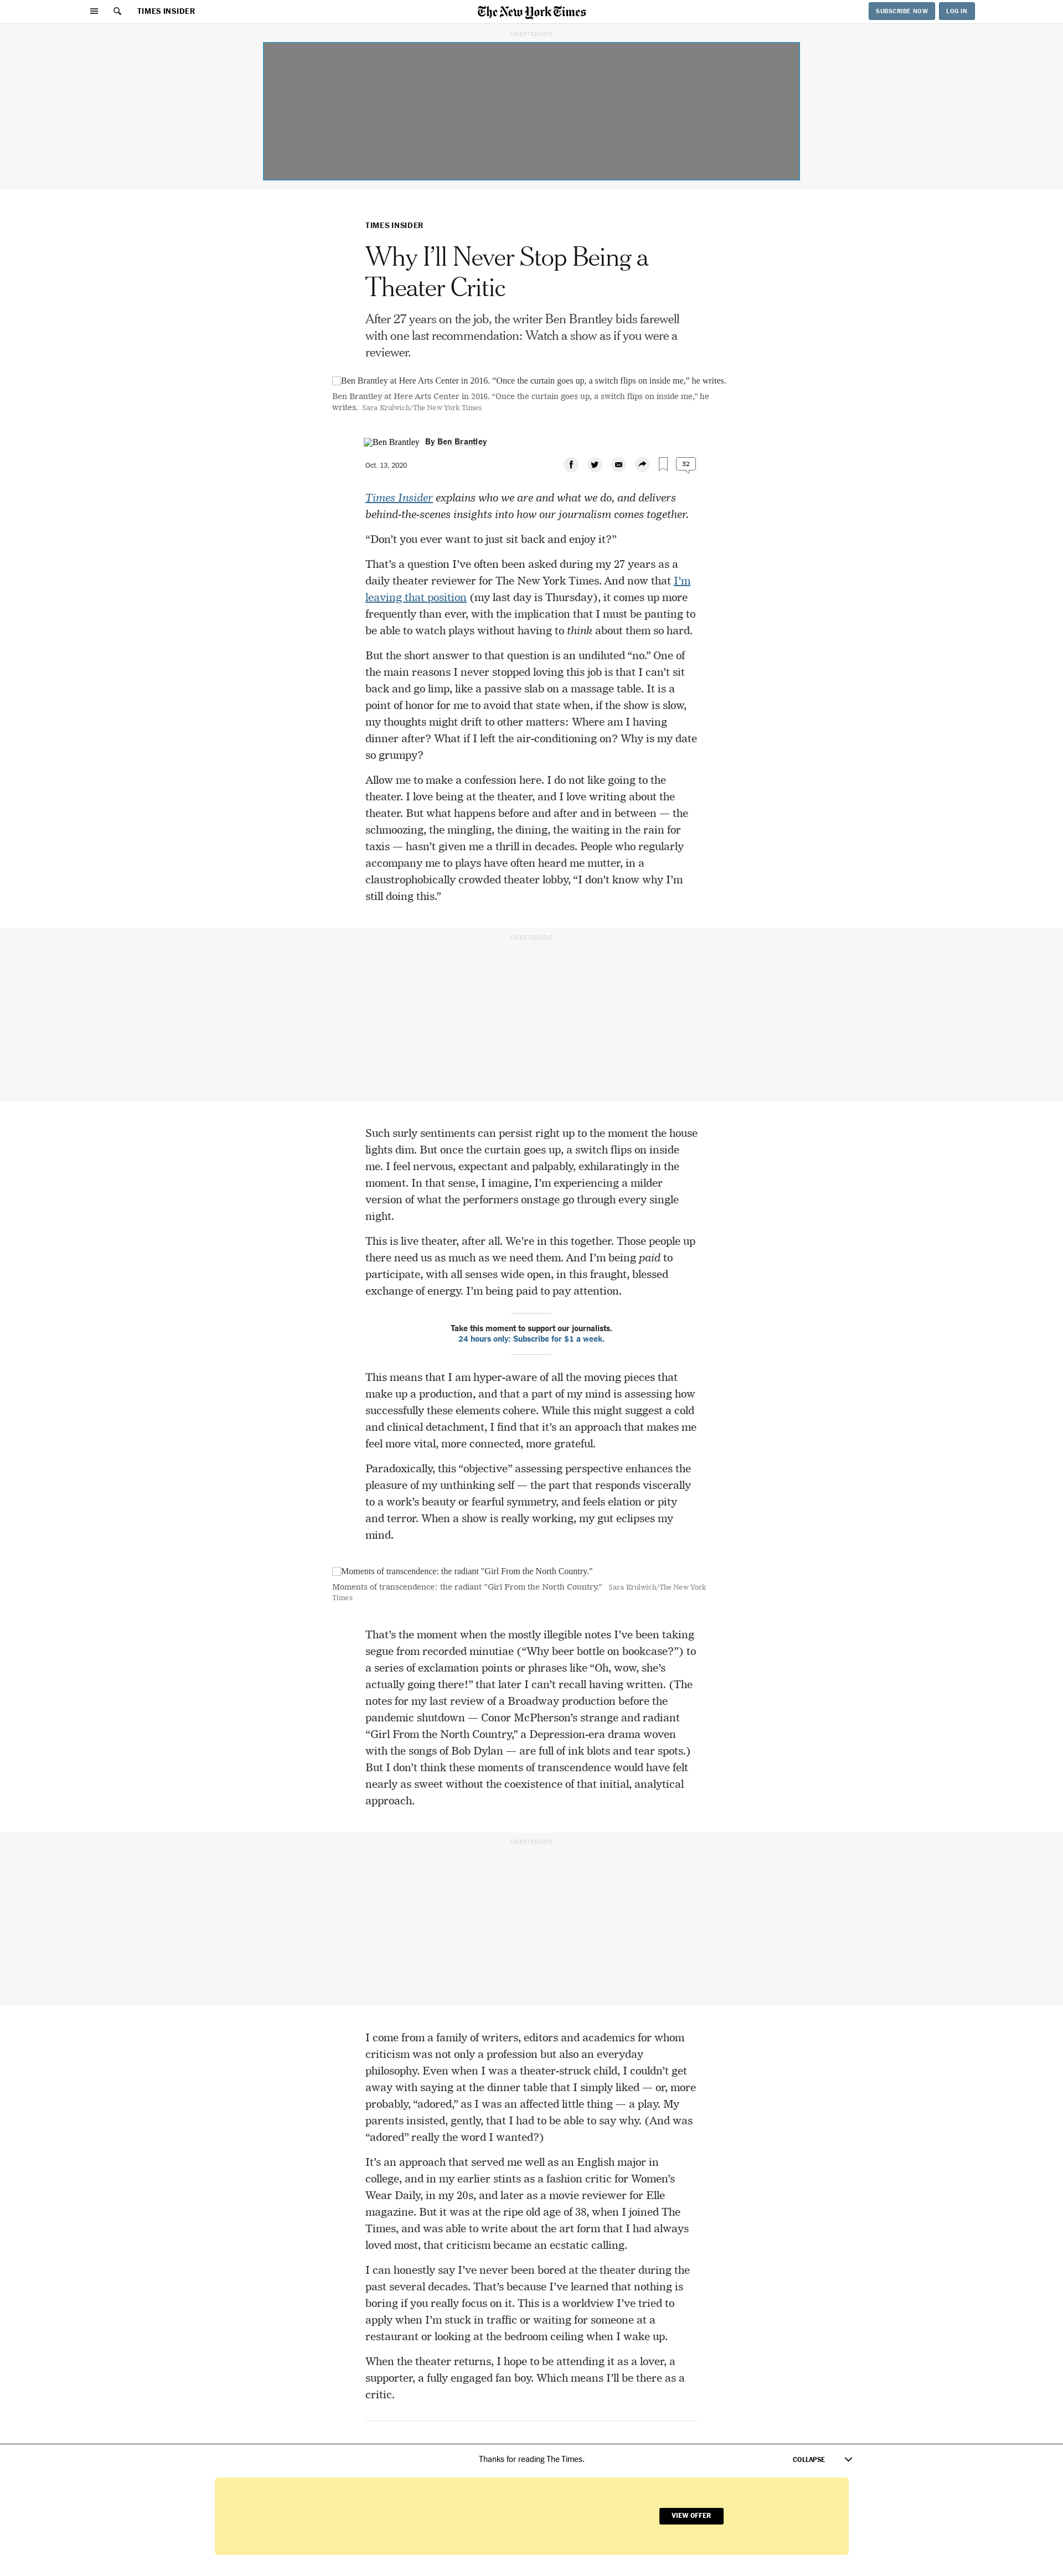 TIMES INSIDER
The New York Times
SUBSCRIBE NOW
LOG IN
ADVERTISEMENT
TIMES INSIDER
Why I’ll Never Stop Being a
Theater Critic
After 27 years on the job, the writer Ben Brantley bids farewell
with one last recommendation: Watch a show as if you were a
reviewer.
Ben Brantley at Here Arts Center in 2016. “Once the curtain goes up, a switch flips on inside me,” he writes.
Ben Brantley at Here Arts Center in 2016. “Once the curtain goes up, a switch flips on inside me,” he
writes. Sara Krulwich/The New York Times
Ben Brantley
By Ben Brantley
Oct. 13, 2020
32
Times Insider explains who we are and what we do, and delivers
behind-the-scenes insights into how our journalism comes together.
“Don’t you ever want to just sit back and enjoy it?”
That’s a question I’ve often been asked during my 27 years as a
daily theater reviewer for The New York Times. And now that I’m
leaving that position (my last day is Thursday), it comes up more
frequently than ever, with the implication that I must be panting to
be able to watch plays without having to think about them so hard.
But the short answer to that question is an undiluted “no.” One of
the main reasons I never stopped loving this job is that I can’t sit
back and go limp, like a passive slab on a massage table. It is a
point of honor for me to avoid that state when, if the show is slow,
my thoughts might drift to other matters: Where am I having
dinner after? What if I left the air-conditioning on? Why is my date
so grumpy?
Allow me to make a confession here. I do not like going to the
theater. I love being at the theater, and I love writing about the
theater. But what happens before and after and in between — the
schmoozing, the mingling, the dining, the waiting in the rain for
taxis — hasn’t given me a thrill in decades. People who regularly
accompany me to plays have often heard me mutter, in a
claustrophobically crowded theater lobby, “I don’t know why I’m
still doing this.”
ADVERTISEMENT
Such surly sentiments can persist right up to the moment the house
lights dim. But once the curtain goes up, a switch flips on inside
me. I feel nervous, expectant and palpably, exhilaratingly in the
moment. In that sense, I imagine, I’m experiencing a milder
version of what the performers onstage go through every single
night.
This is live theater, after all. We’re in this together. Those people up
there need us as much as we need them. And I’m being paid to
participate, with all senses wide open, in this fraught, blessed
exchange of energy. I’m being paid to pay attention.
Take this moment to support our journalists.
24 hours only: Subscribe for $1 a week.
This means that I am hyper-aware of all the moving pieces that
make up a production, and that a part of my mind is assessing how
successfully these elements cohere. While this might suggest a cold
and clinical detachment, I find that it’s an approach that makes me
feel more vital, more connected, more grateful.
Paradoxically, this “objective” assessing perspective enhances the
pleasure of my unthinking self — the part that responds viscerally
to a work’s beauty or fearful symmetry, and feels elation or pity
and terror. When a show is really working, my gut eclipses my
mind.
Moments of transcendence: the radiant "Girl From the North Country."
Moments of transcendence: the radiant "Girl From the North Country." Sara Krulwich/The New York
Times
That’s the moment when the mostly illegible notes I’ve been taking
segue from recorded minutiae (“Why beer bottle on bookcase?”) to
a series of exclamation points or phrases like “Oh, wow, she’s
actually going there!” that later I can’t recall having written. (The
notes for my last review of a Broadway production before the
pandemic shutdown — Conor McPherson’s strange and radiant
“Girl From the North Country,” a Depression-era drama woven
with the songs of Bob Dylan — are full of ink blots and tear spots.)
But I don’t think these moments of transcendence would have felt
nearly as sweet without the coexistence of that initial, analytical
approach.
ADVERTISEMENT
I come from a family of writers, editors and academics for whom
criticism was not only a profession but also an everyday
philosophy. Even when I was a theater-struck child, I couldn’t get
away with saying at the dinner table that I simply liked — or, more
probably, “adored,” as I was an affected little thing — a play. My
parents insisted, gently, that I had to be able to say why. (And was
“adored” really the word I wanted?)
It’s an approach that served me well as an English major in
college, and in my earlier stints as a fashion critic for Women’s
Wear Daily, in my 20s, and later as a movie reviewer for Elle
magazine. But it was at the ripe old age of 38, when I joined The
Times, and was able to write about the art form that I had always
loved most, that criticism became an ecstatic calling.
I can honestly say I’ve never been bored at the theater during the
past several decades. That’s because I’ve learned that nothing is
boring if you really focus on it. This is a worldview I’ve tried to
apply when I’m stuck in traffic or waiting for someone at a
restaurant or looking at the bedroom ceiling when I wake up.
When the theater returns, I hope to be attending it as a lover, a
supporter, a fully engaged fan boy. Which means I’ll be there as a
critic.
Thanks for reading The Times.
COLLAPSE
VIEW OFFER